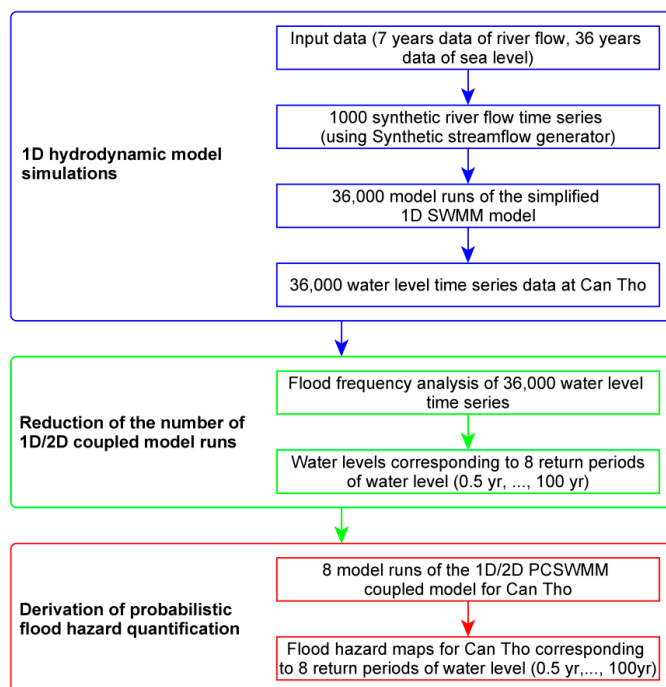 Input data (7 years data of river flow, 36 years
data of sea level)
1000 synthetic river flow time series
(using Synthetic streamflow generator)
1D hydrodynamic model
simulations
36,000 model runs of the simplified
1D SWMM model
36,000 water level time series data at Can Tho
Flood frequency analysis of 36,000 water level
time series
Reduction of the number of
1D/2D coupled model runs
Water levels corresponding to 8 return periods
of water level (0.5 yr, ..., 100 yr)
8 model runs of the 1D/2D PCSWMM
coupled model for Can Tho
Derivation of probabilistic
flood hazard quantification
Flood hazard maps for Can Tho corresponding
to 8 return periods of water level (0.5 yr,..., 100yr)